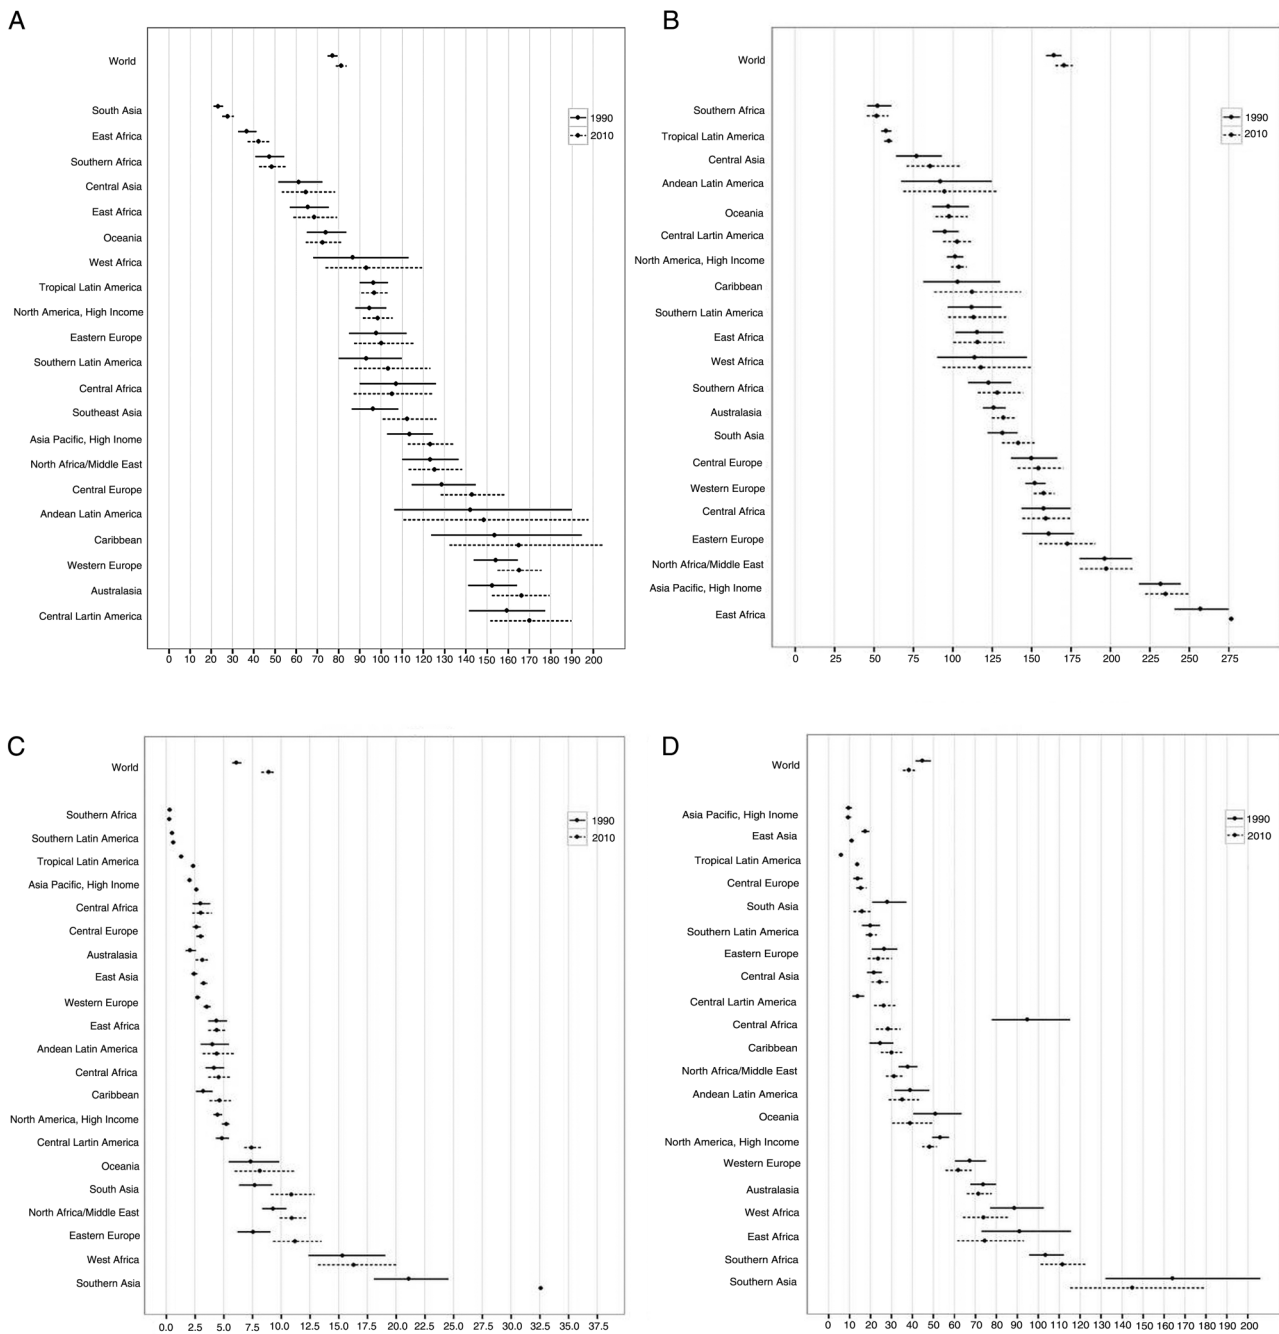 A
World
South Asia
East Africa
Southern Africa
Central Asia
East Africa
Oceania
West Africa
Tropical Latin America
North America, High Income
Eastern Europe
Southern Latin America
Central Africa
Southeast Asia
Asia Pacific, High Inome
North Africa/Middle East
Central Europe
Andean Latin America
Caribbean
Western Europe
Australasia
Central Lartin America
1990
2010
0 10 20 30 40 50 60 70 80 90 100 110 120 130 140 150 160 170 180 190 200
B
World
Southern Africa
Tropical Latin America
Central Asia
Andean Latin America
Oceania
Central Lartin America
North America, High Income
Caribbean
Southern Latin America
East Africa
West Africa
Southern Africa
Australasia
South Asia
Central Europe
Western Europe
Central Africa
Eastern Europe
North Africa/Middle East
Asia Pacific, High Inome
East Africa
1990
2010
0 25 50 75 100 125 150 175 200 225 250 275
C
World
Southern Africa
Southern Latin America
Tropical Latin America
Asia Pacific, High Inome
Central Africa
Central Europe
Australasia
East Asia
Western Europe
East Africa
Andean Latin America
Central Africa
Caribbean
North America, High Income
Central Lartin America
Oceania
South Asia
North Africa/Middle East
Eastern Europe
West Africa
Southern Asia
1990
2010
0.0 2.5 5.0 7.5 10.0 12.5 15.0 17.5 20.0 22.5 25.0 27.5 30.0 32.5 35.0 37.5
D
World
Asia Pacific, High Inome
East Asia
Tropical Latin America
Central Europe
South Asia
Southern Latin America
Eastern Europe
Central Asia
Central Lartin America
Central Africa
Caribbean
North Africa/Middle East
Andean Latin America
Oceania
North America, High Income
Western Europe
Australasia
West Africa
East Africa
Southern Africa
Southern Asia
1990
2010
0 10 20 30 40 50 60 70 80 90 100 110 120 130 140 150 160 170 180 190 200